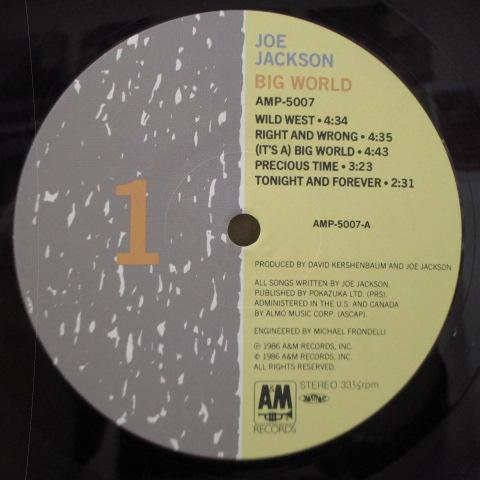 JOE
JACKSON
BIG WORLD
AMP-5007
WILD WEST • 4:34
RIGHT AND WRONG • 4:35
(IT'S A) BIG WORLD • 4:43
PRECIOUS TIME • 3:23
TONIGHT AND FOREVER • 2:31
1
AMP-5007-A
PRODUCED BY DAVID KERSHENBAUM AND JOE JACKSON
ALL SONGS WRITTEN BY JOE JACKSON.
PUBLISHED BY POKAZUKA LTD. (PRS).
ADMINISTERED IN THE U.S. AND CANADA
BY ALMO MUSIC CORP. (ASCAP).
ENGINEERED BY MICHAEL FRONDELLI
℗ 1986 A&M RECORDS, INC.
© 1986 A&M RECORDS, INC.
ALL RIGHTS RESERVED.
A&M
RECORDS
STEREO 33⅓rpm